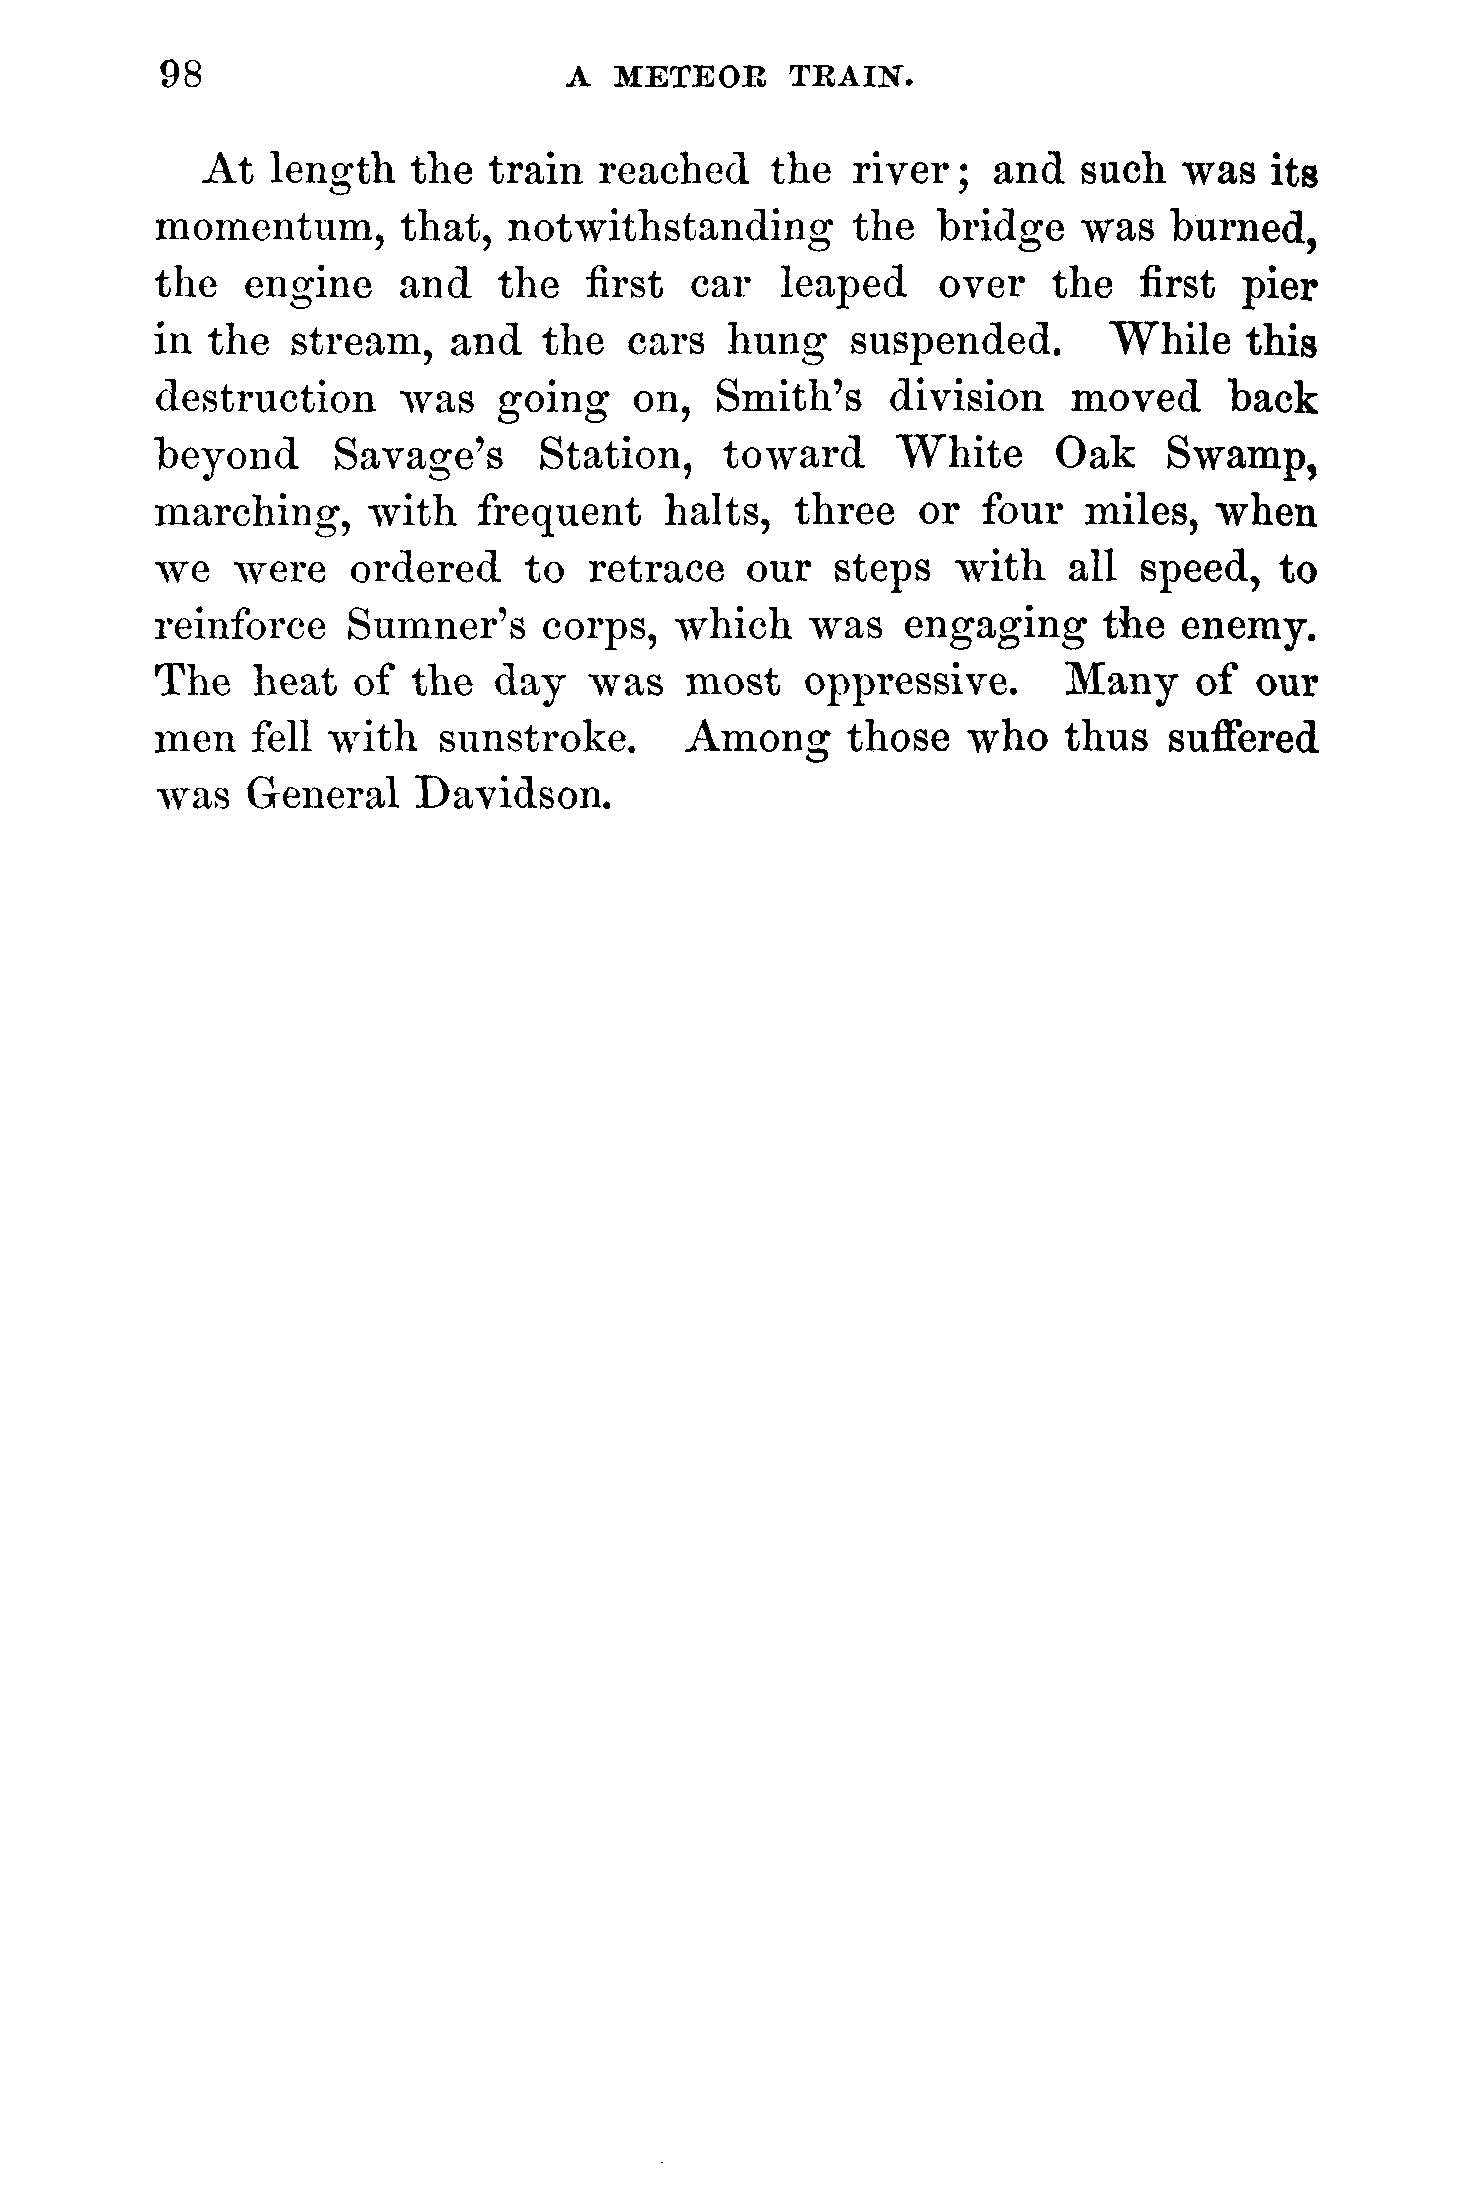 98 A METEOR TRAIN.
At length the train reached the river; and such was its
momentum, that, notwithstanding the bridge was burned,
the engine and the first car leaped over the first pier
in the stream, and the cars hung suspended. While this
destruction was going on, Smith's division moved back
beyond Savage's Station, toward White Oak Swamp,
marching, with frequent halts, three or four miles, when
we were ordered to retrace our steps with all speed, to
reinforce Sumner's corps, which was engaging the enemy.
The heat of the day was most oppressive. Many of our
men fell with sunstroke. Among those who thus suffered
was General Davidson.